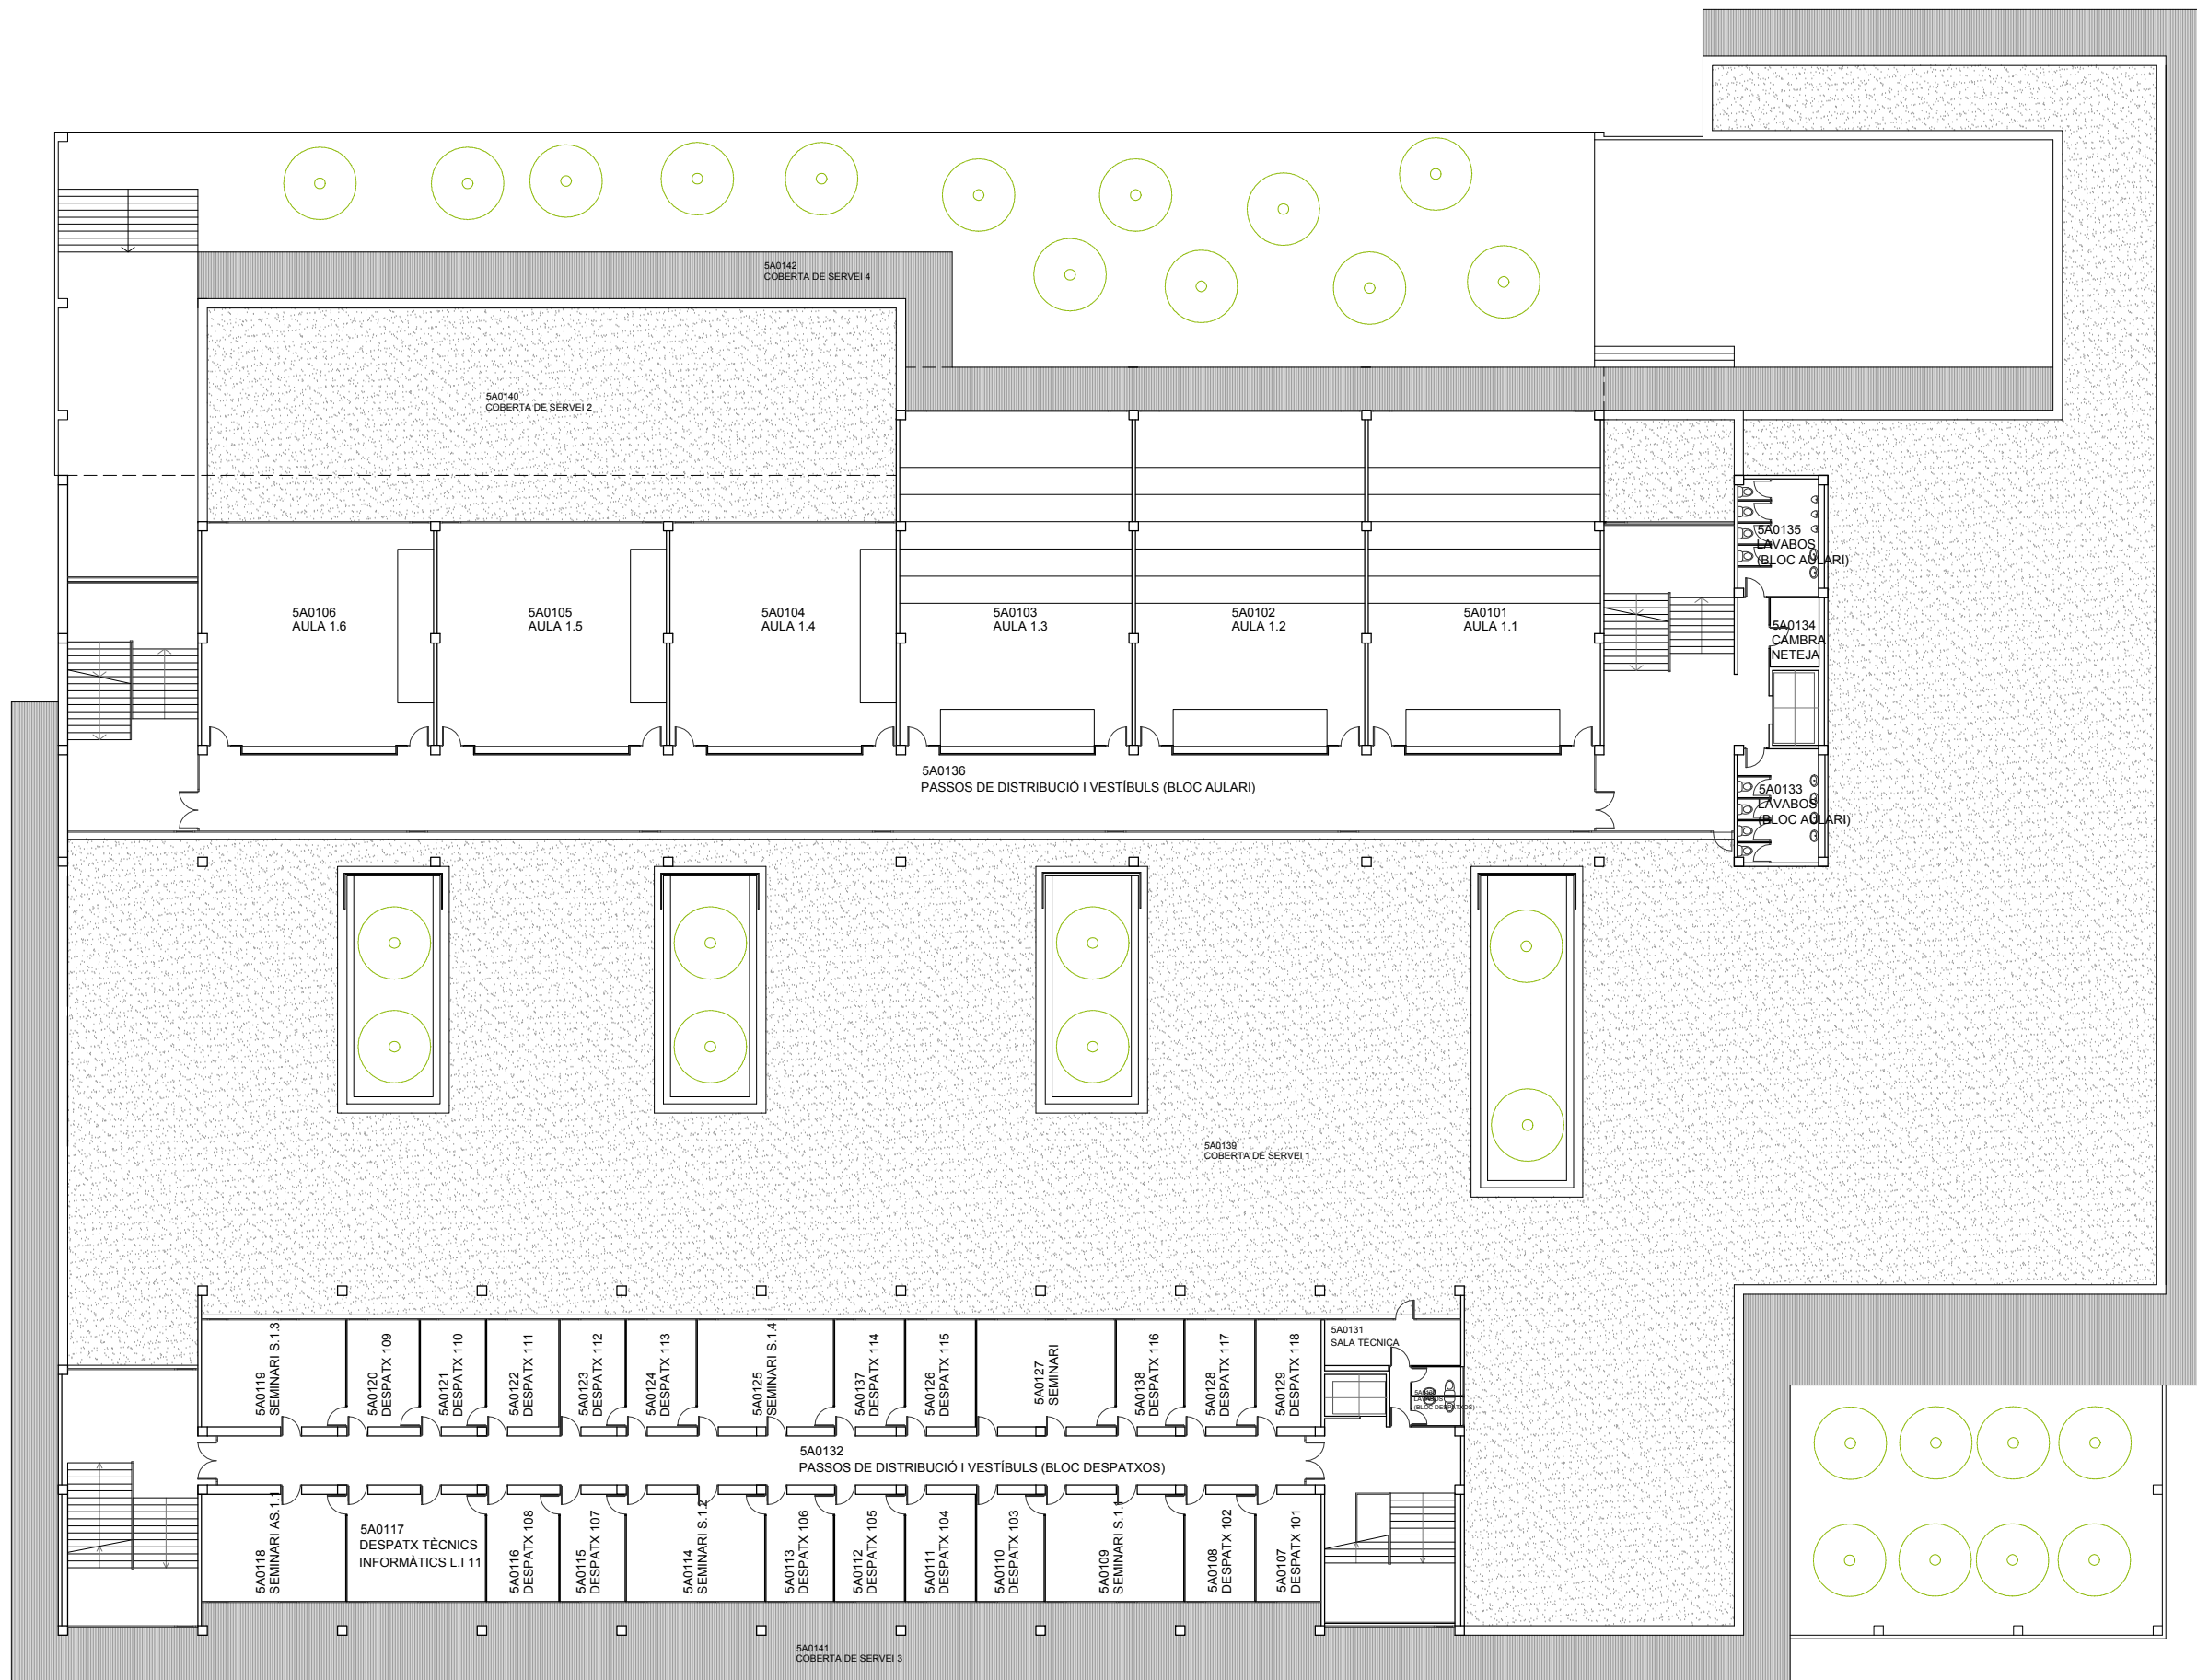 5A0142
COBERTA DE SERVEI 4
5A0140
COBERTA DE SERVEI 2
5A0135
LAVABOS
(BLOC AULARI)
5A0106
AULA 1.6
5A0105
AULA 1.5
5A0104
AULA 1.4
5A0103
AULA 1.3
5A0102
AULA 1.2
5A0101
AULA 1.1
5A0134
CAMBRA
NETEJA
5A0136
PASSOS DE DISTRIBUCIÓ I VESTÍBULS (BLOC AULARI)
5A0133
LAVABOS
(BLOC AULARI)
5A0139
COBERTA DE SERVEI 1
5A0119
SEMINARI S.1.3
5A0120
DESPATX 109
5A0121
DESPATX 110
5A0122
DESPATX 111
5A0123
DESPATX 112
5A0124
DESPATX 113
5A0125
SEMINARI S.1.4
5A0137
DESPATX 114
5A0126
DESPATX 115
5A0127
SEMINARI
5A0138
DESPATX 116
5A0128
DESPATX 117
5A0129
DESPATX 118
5A0131
SALA TÈCNICA
LAVABOS
(BLOC DESPATXOS)
5A0132
PASSOS DE DISTRIBUCIÓ I VESTÍBULS (BLOC DESPATXOS)
5A0118
SEMINARI AS.1.1
5A0117
DESPATX TÈCNICS
INFORMÀTICS L.I 11
5A0116
DESPATX 108
5A0115
DESPATX 107
5A0114
SEMINARI S.1.2
5A0113
DESPATX 106
5A0112
DESPATX 105
5A0111
DESPATX 104
5A0110
DESPATX 103
5A0109
SEMINARI S.1.1
5A0108
DESPATX 102
5A0107
DESPATX 101
5A0141
COBERTA DE SERVEI 3